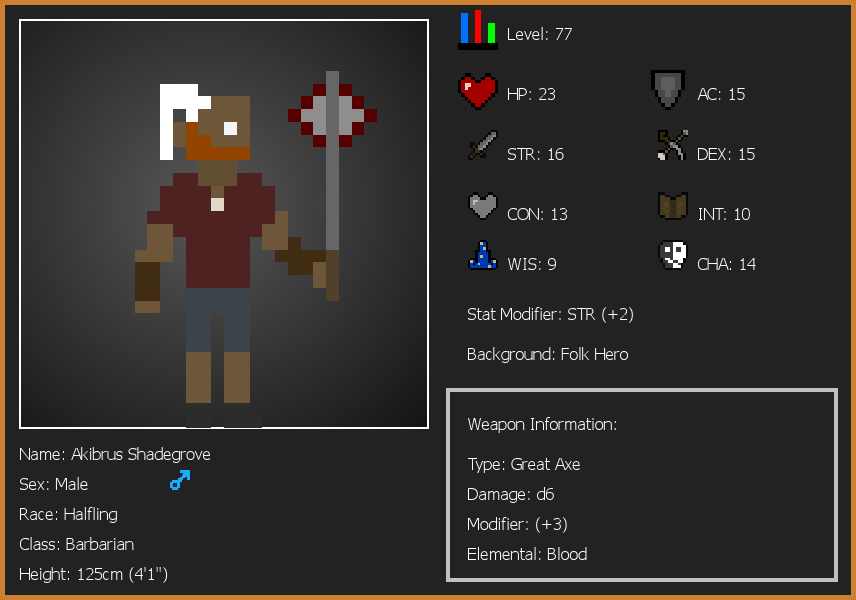 Level: 77
HP: 23
AC: 15
STR: 16
DEX: 15
CON: 13
INT: 10
WIS: 9
CHA: 14
Stat Modifier: STR (+2)
Background: Folk Hero
Weapon Information:
Type: Great Axe
Damage: d6
Modifier: (+3)
Elemental: Blood
Name: Akibrus Shadegrove
Sex: Male
Race: Halfling
Class: Barbarian
Height: 125cm (4'1")